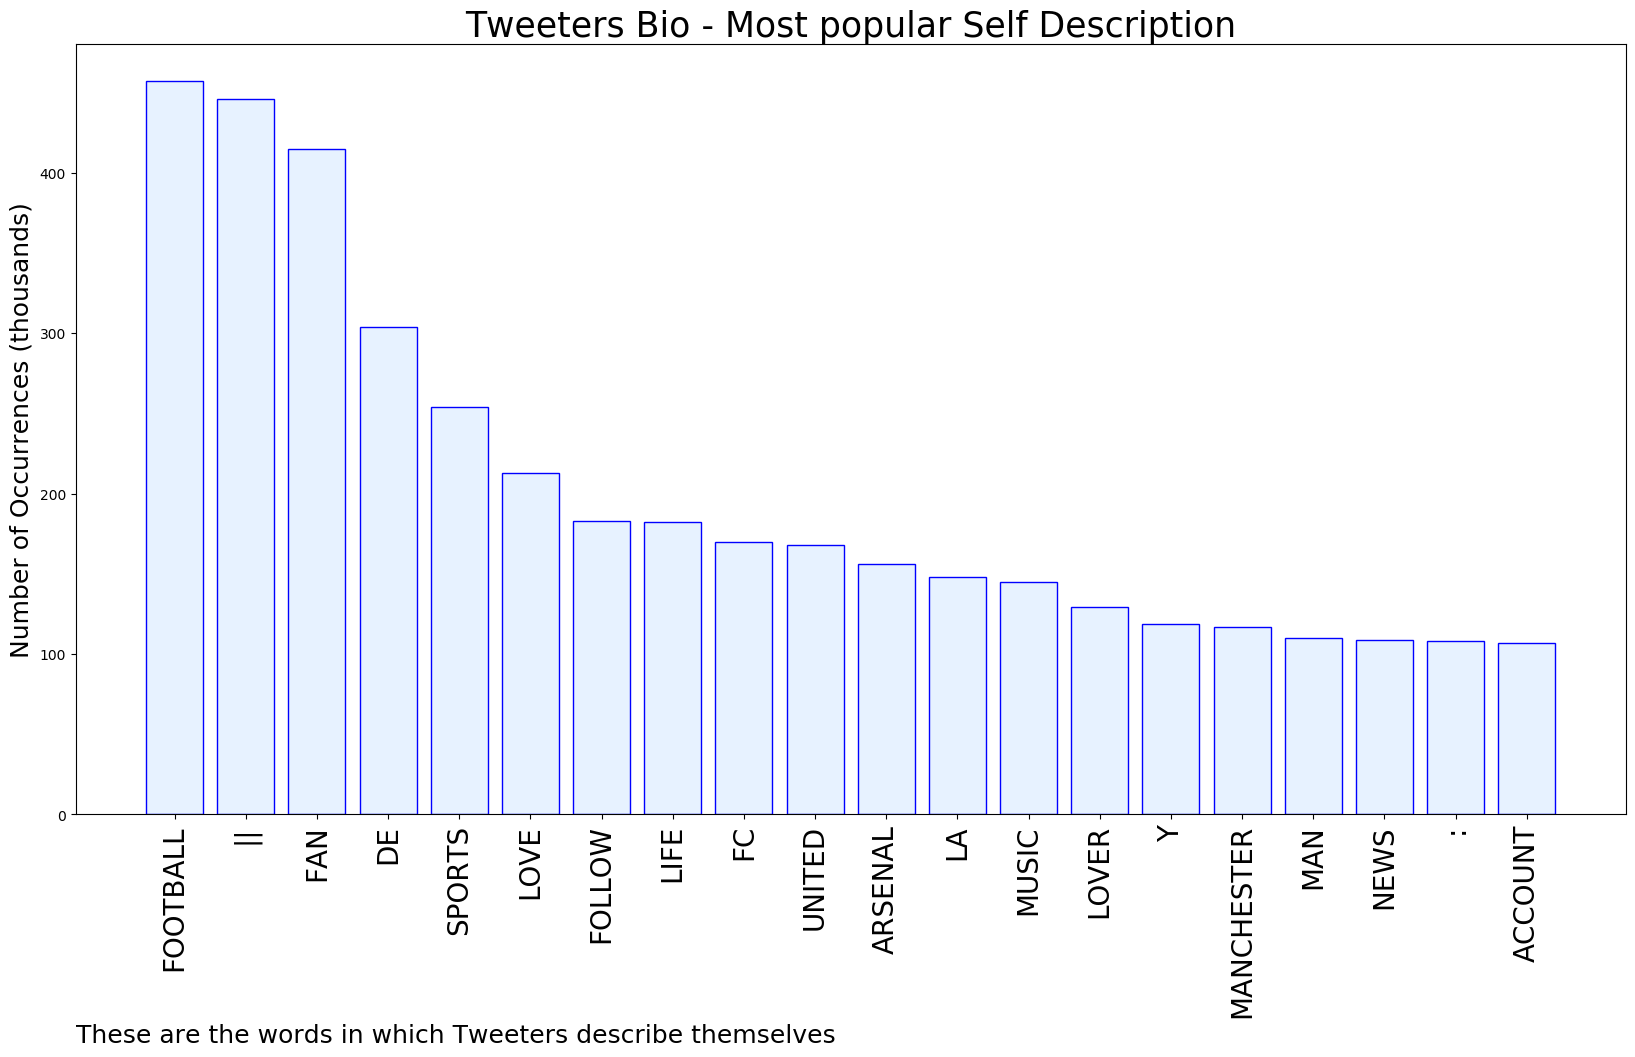 Tweeters Bio - Most popular Self Description
Number of Occurrences (thousands)
400
300
200
100
0
FOOTBALL
||
FAN
DE
SPORTS
LOVE
FOLLOW
LIFE
FC
UNITED
ARSENAL
LA
MUSIC
LOVER
Y
MANCHESTER
MAN
NEWS
:
ACCOUNT
These are the words in which Tweeters describe themselves